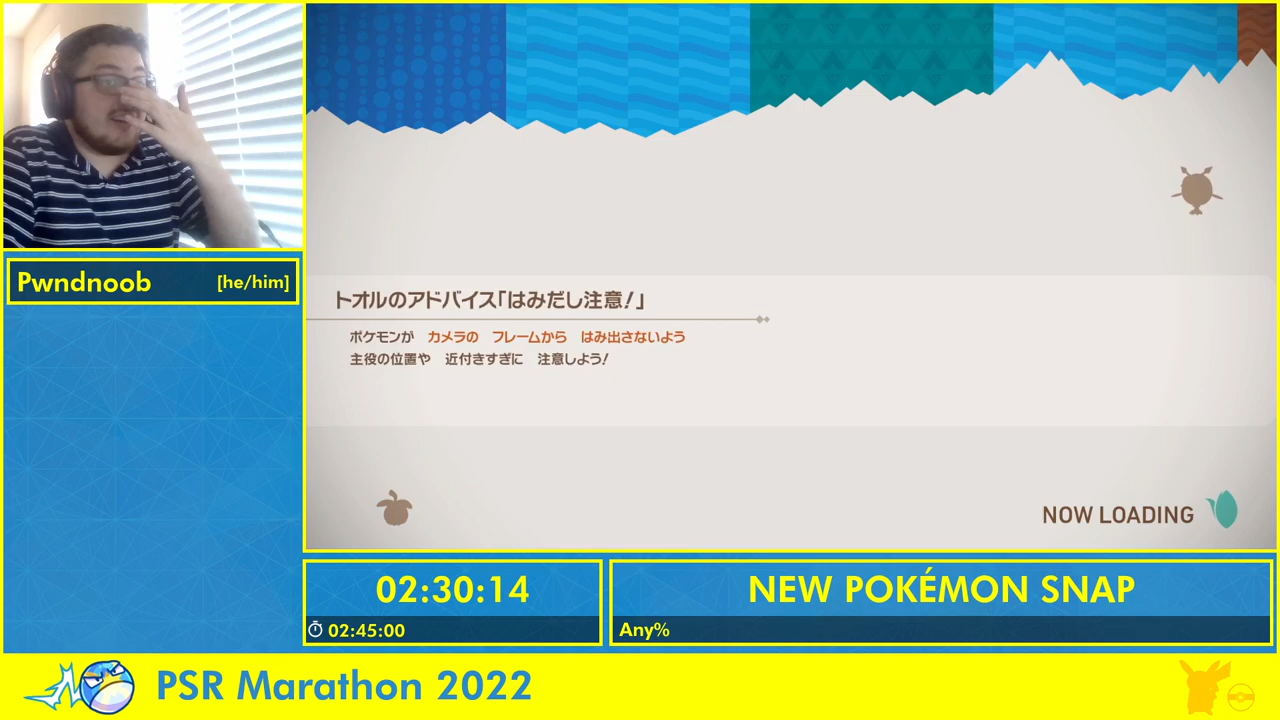 Pwndnoob [he/him]
トオルのアドバイス「はみだし注意!」
ポケモンが カメラの フレームから はみ出さないよう
主役の位置や 近付きすぎに 注意しよう!
NOW LOADING
02:30:14
02:45:00
NEW POKÉMON SNAP
Any%
PSR Marathon 2022